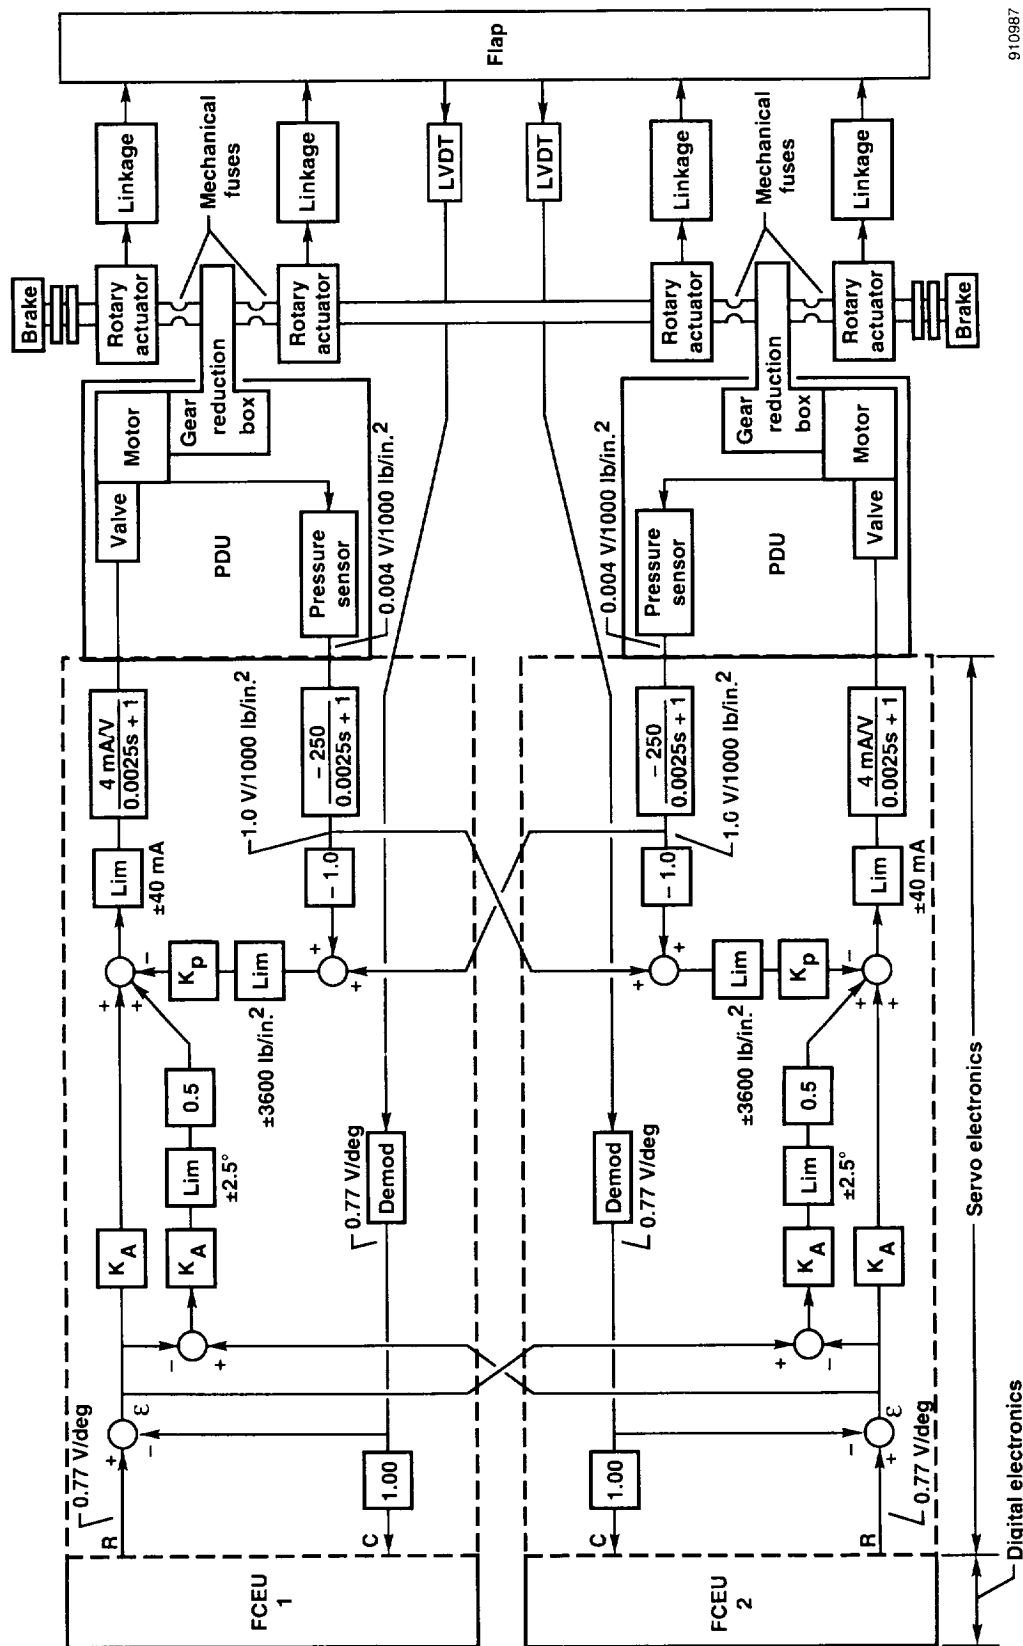 FCEU
1
R
0.77 V/deg
+
−
ε
1.00
C
−
+
K A
K A
Lim
±2.5°
0.5
0.77 V/deg
Demod
+
+
−
K p
Lim
±3600 lb/in.2
+
+
Lim
±40 mA
− 1.0
1.0 V/1000 lb/in.2
4 mA/V
0.0025s + 1
− 250
0.0025s + 1
0.004 V/1000 lb/in.2
Pressure
sensor
PDU
Valve
Motor
Gear
reduction
box
Brake
Rotary
actuator
Rotary
actuator
Mechanical
fuses
Linkage
Linkage
LVDT
Flap
FCEU
2
C
1.00
−
+
R
ε
0.77 V/deg
+
−
K A
K A
Lim
±2.5°
0.5
Demod
0.77 V/deg
+
+
−
K p
Lim
±3600 lb/in.2
+
+
Lim
±40 mA
− 1.0
1.0 V/1000 lb/in.2
− 250
0.0025s + 1
4 mA/V
0.0025s + 1
0.004 V/1000 lb/in.2
Pressure
sensor
PDU
Valve
Motor
Gear
reduction
box
Rotary
actuator
Rotary
actuator
Brake
Mechanical
fuses
LVDT
Linkage
Linkage
Digital electronics
Servo electronics
910987